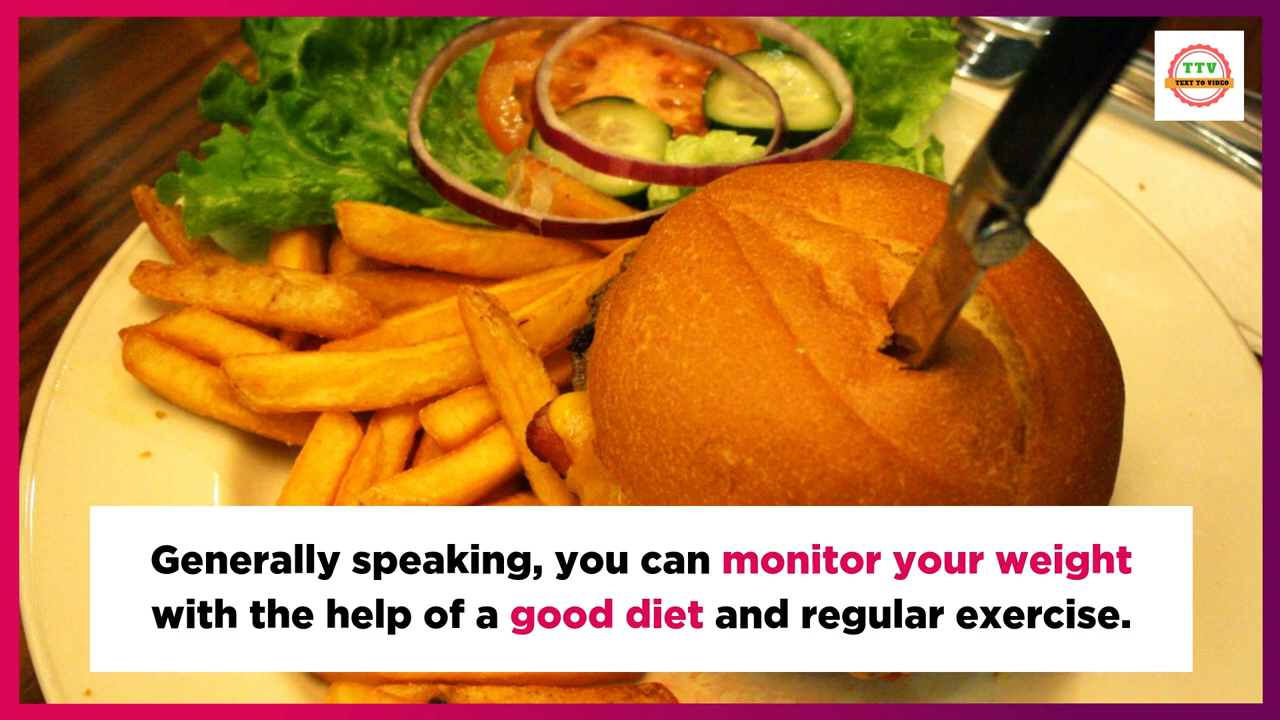 TTV
TEXT TO VIDEO
Generally speaking, you can monitor your weight
with the help of a good diet and regular exercise.